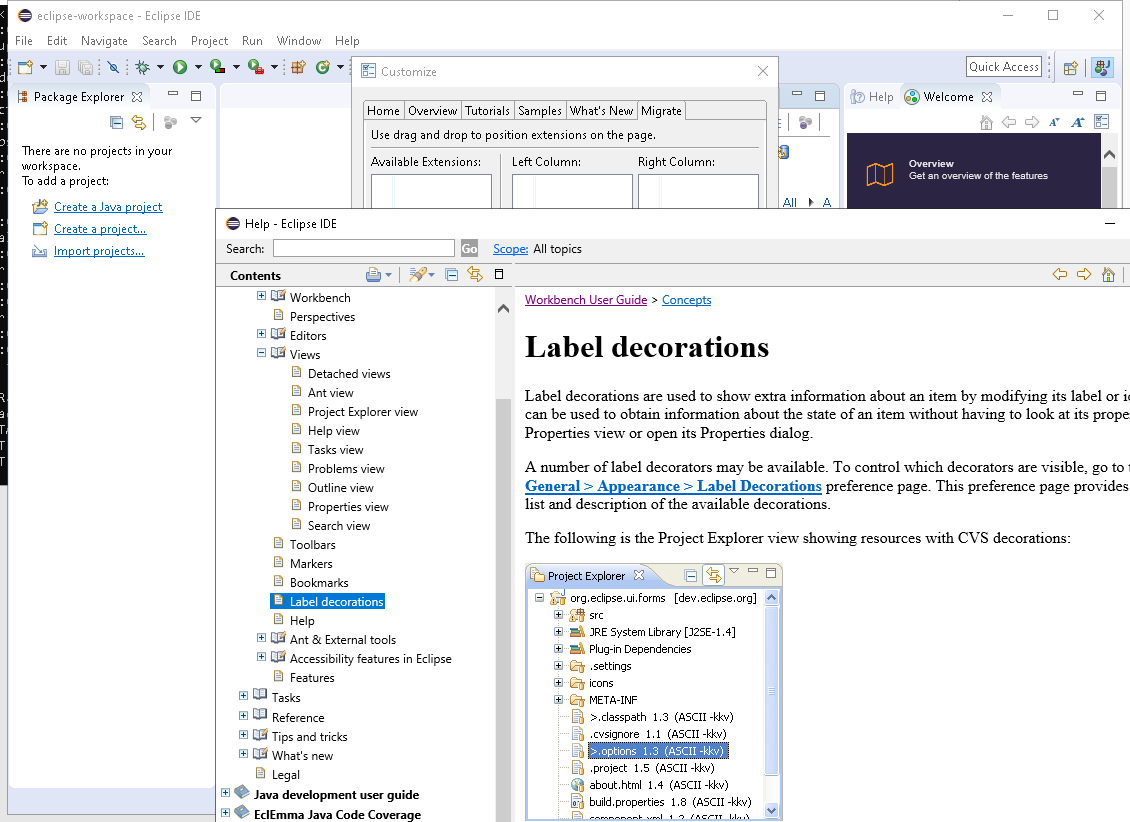 eclipse-workspace - Eclipse IDE
File Edit Navigate Search Project Run Window Help
Quick Access
Package Explorer
There are no projects in your
workspace.
To add a project:
Create a Java project
Create a project...
Import projects...
Customize
Home Overview Tutorials Samples What's New Migrate
Use drag and drop to position extensions on the page.
Available Extensions: Left Column: Right Column:
All A
Help Welcome
Overview
Get an overview of the features
Help - Eclipse IDE
Search: Go Scope: All topics
Contents
Workbench
Perspectives
Editors
Views
Detached views
Ant view
Project Explorer view
Help view
Tasks view
Problems view
Outline view
Properties view
Search view
Toolbars
Markers
Bookmarks
Label decorations
Help
Ant & External tools
Accessibility features in Eclipse
Features
Tasks
Reference
Tips and tricks
What's new
Legal
Java development user guide
EclEmma Java Code Coverage
Workbench User Guide > Concepts
Label decorations
Label decorations are used to show extra information about an item by modifying its label or
can be used to obtain information about the state of an item without having to look at its
Properties view or open its Properties dialog.
A number of label decorators may be available. To control which decorators are visible, go to
General > Appearance > Label Decorations preference page. This preference page provides
list and description of the available decorations.
The following is the Project Explorer view showing resources with CVS decorations:
Project Explorer
org.eclipse.ui.forms [dev.eclipse.org]
src
JRE System Library [J2SE-1.4]
Plug-in Dependencies
.settings
icons
META-INF
>.classpath 1.3 (ASCII -kkv)
.cvsignore 1.1 (ASCII -kkv)
>.options 1.3 (ASCII -kkv)
.project 1.5 (ASCII -kkv)
about.html 1.4 (ASCII -kkv)
build.properties 1.8 (ASCII -kkv)